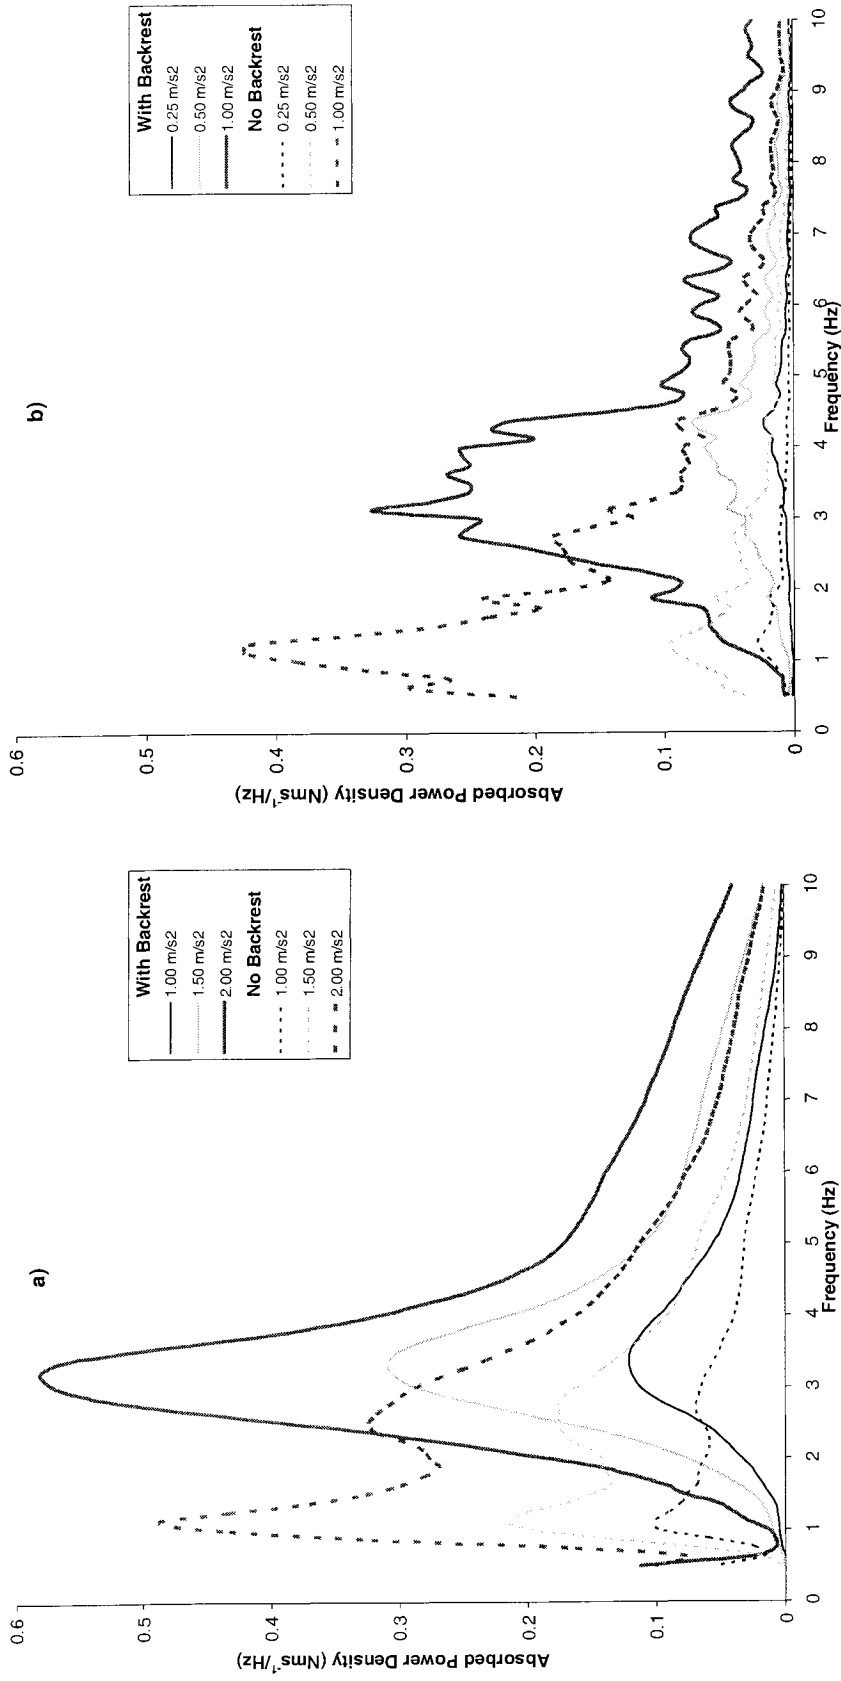 a)
0.6
0.5
0.4
0.3
0.2
0.1
0
Absorbed Power Density (Nms⁻¹/Hz)
0 1 2 3 4 5 6 7 8 9 10
Frequency (Hz)
With Backrest
1.00 m/s2
1.50 m/s2
2.00 m/s2
No Backrest
1.00 m/s2
1.50 m/s2
2.00 m/s2
b)
0.6
0.5
0.4
0.3
0.2
0.1
0
Absorbed Power Density (Nms⁻¹/Hz)
0 1 2 3 4 5 6 7 8 9 10
Frequency (Hz)
With Backrest
0.25 m/s2
0.50 m/s2
1.00 m/s2
No Backrest
0.25 m/s2
0.50 m/s2
1.00 m/s2